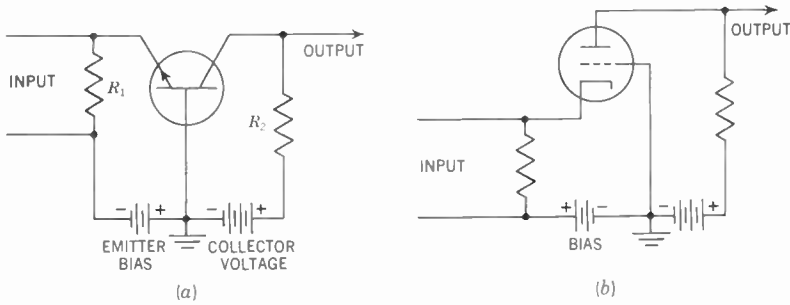 OUTPUT
INPUT
R₁
R₂
- + - +
EMITTER
BIAS
COLLECTOR
VOLTAGE
(a)
OUTPUT
INPUT
+ - - +
BIAS
(b)